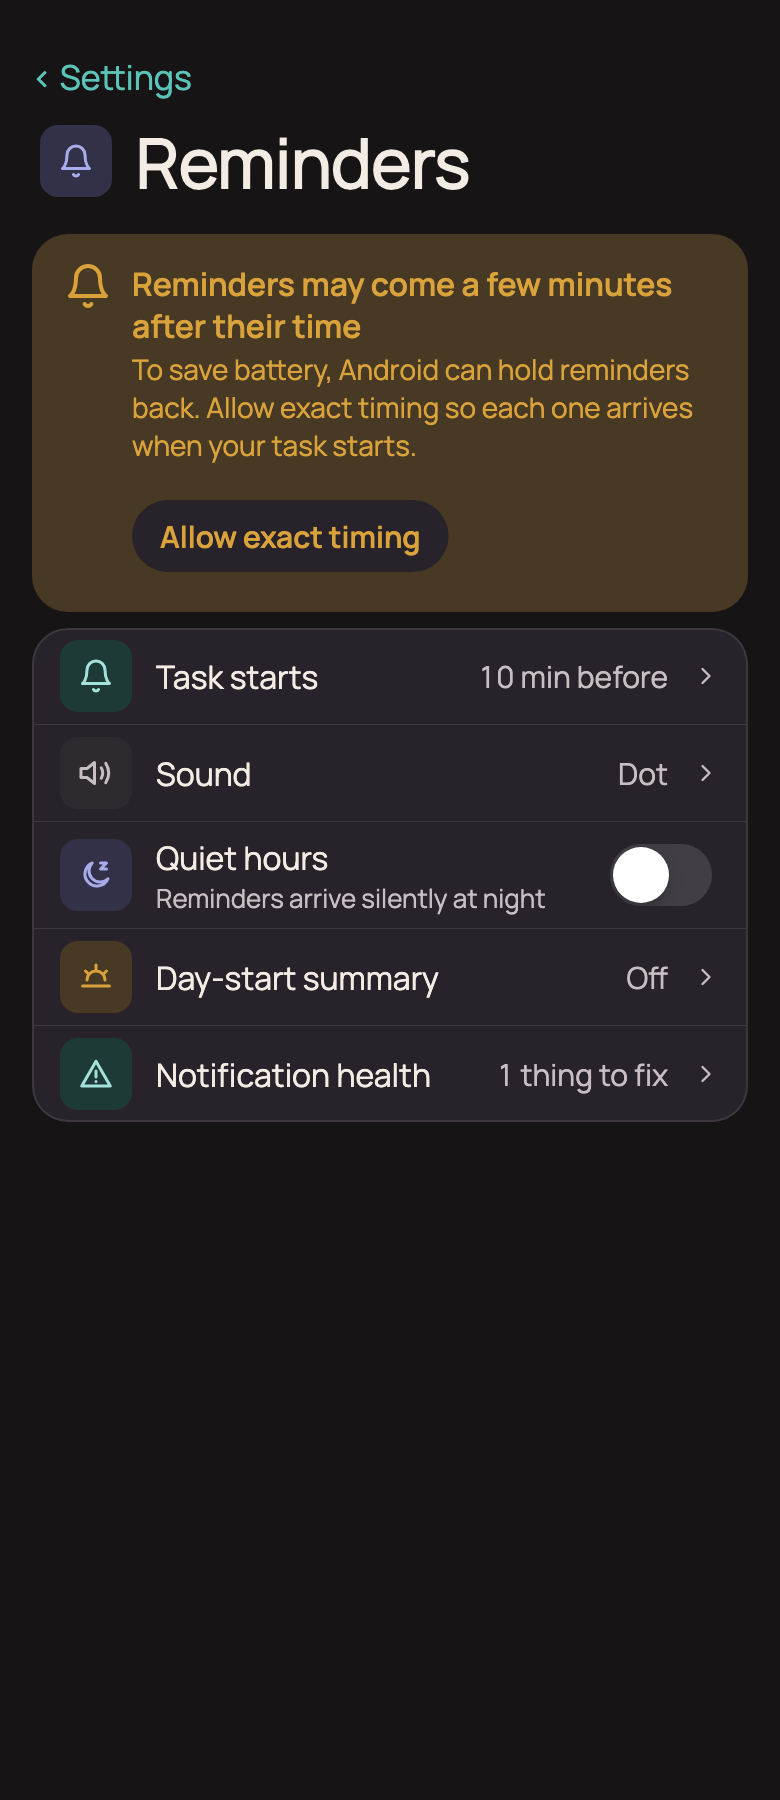 Settings
Reminders
Reminders may come a few minutes
after their time
To save battery, Android can hold reminders
back. Allow exact timing so each one arrives
when your task starts.
Allow exact timing
Task starts 10 min before
Sound Dot
Quiet hours
Reminders arrive silently at night
Day-start summary Off
Notification health 1 thing to fix